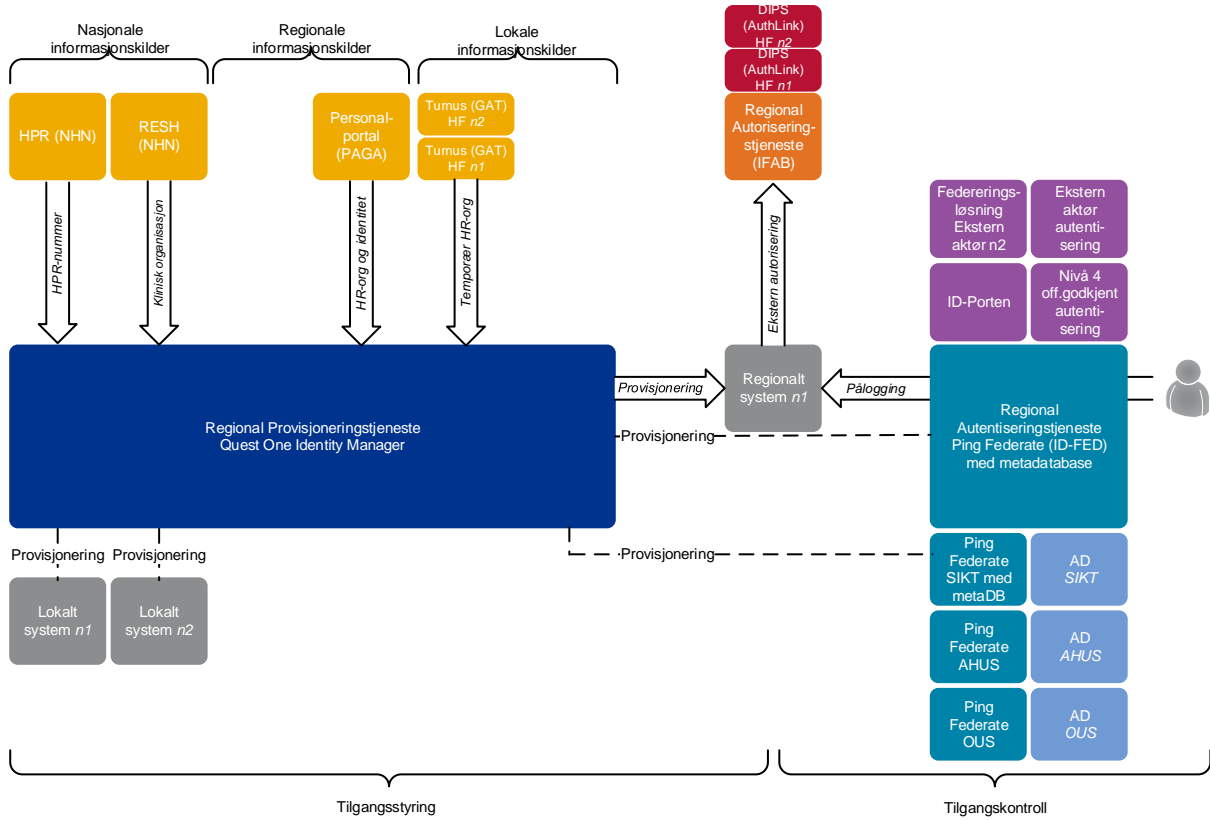 Nasjonale
informasjonskilder
Regionale
informasjonskilder
Lokale
informasjonskilder
DIPS
(AuthLink)
HF n2
DIPS
(AuthLink)
HF n1
HPR (NHN)
RESH
(NHN)
Personal-
portal
(PAGA)
Turnus (GAT)
HF n2
Turnus (GAT)
HF n1
Regional
Autorisering-
stjeneste
(IFAB)
HPR-nummer
Klinisk organisasjon
HR-org og identitet
Temporær HR-org
Ekstern autorisering
Federerings-
løsning
Ekstern
aktør n2
Ekstern
aktør
autenti-
sering
ID-Porten
Nivå 4
off.godkjent
autenti-
sering
Regional Provisjoneringstjeneste
Quest One Identity Manager
Provisjonering
Regionalt
system n1
Pålogging
Provisjonering
Regional
Autentiseringstjeneste
Ping Federate (ID-FED)
med metadatabase
Provisjonering
Provisjonering
Provisjonering
Lokalt
system n1
Lokalt
system n2
Ping
Federate
SIKT med
metaDB
AD
SIKT
Ping
Federate
AHUS
AD
AHUS
Ping
Federate
OUS
AD
OUS
Tilgangsstyring
Tilgangskontroll